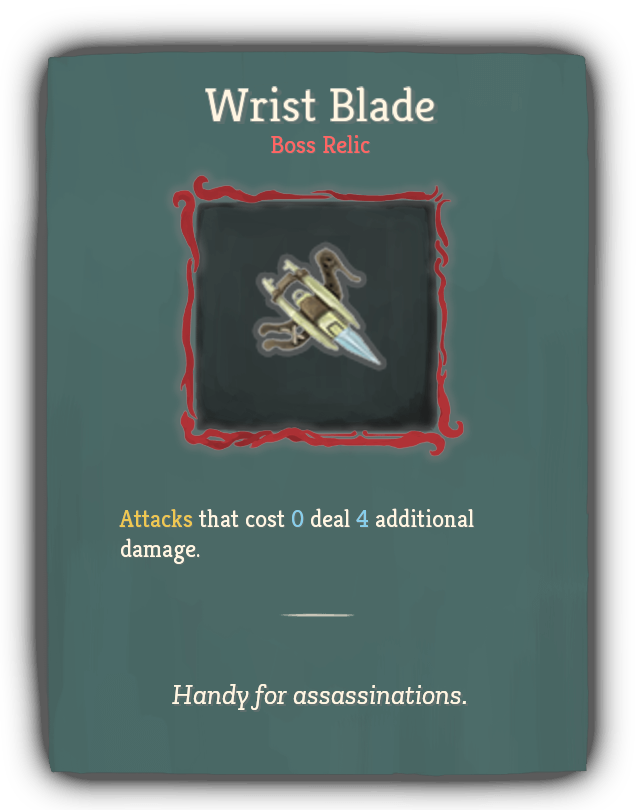 Wrist Blade
Boss Relic
Attacks that cost 0 deal 4 additional
damage.
Handy for assassinations.